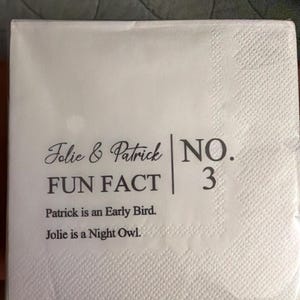 Jolie & Patrick
FUN FACT
NO.
3
Patrick is an Early Bird.
Jolie is a Night Owl.